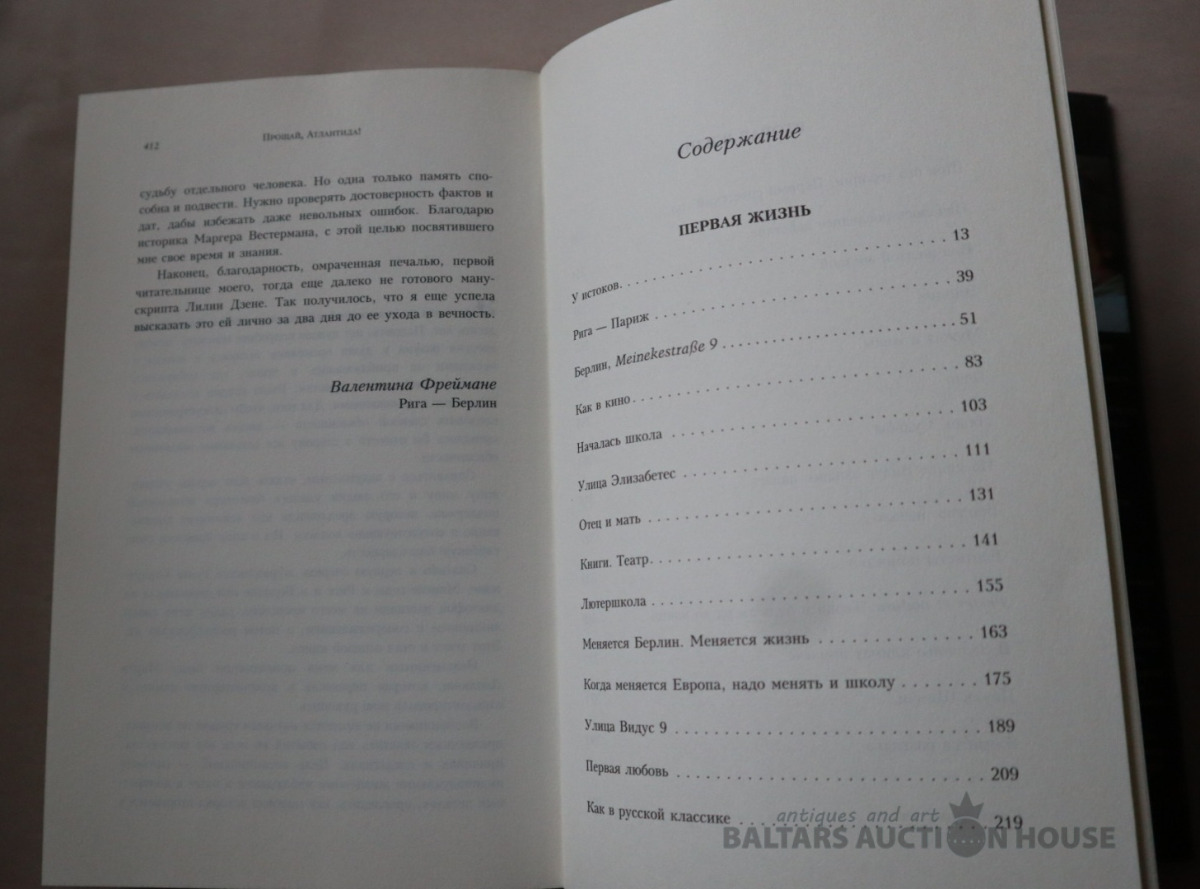 412
Прощай, Атлантида!
судьбу отдельного человека. Но одна только память спо-
собна и подвести. Нужно проверять достоверность фактов и
дат, дабы избежать даже невольных ошибок. Благодарю
историка Маргера Вестермана, с этой целью посвятившего
мне свое время и знания.
Наконец, благодарность, омраченная печалью, первой
читательнице моего, тогда еще далеко не готового ману-
скрипта Лилии Дзене. Так получилось, что я еще успела
высказать это ей лично за два дня до ее ухода в вечность.
Валентина Фреймане
Рига — Берлин
Содержание
ПЕРВАЯ ЖИЗНЬ
У истоков. . . . . . . . . . . . . . . . . . . . . . . . . . 13
Рига — Париж . . . . . . . . . . . . . . . . . . . . . . . . 39
Берлин, Meinekestraße 9 . . . . . . . . . . . . . . . . . . . 51
Как в кино . . . . . . . . . . . . . . . . . . . . . . . . . 83
Началась школа . . . . . . . . . . . . . . . . . . . . . . . 103
Улица Элизабетес . . . . . . . . . . . . . . . . . . . . . . 111
Отец и мать . . . . . . . . . . . . . . . . . . . . . . . . 131
Книги. Театр. . . . . . . . . . . . . . . . . . . . . . . . 141
Лютершкола . . . . . . . . . . . . . . . . . . . . . . . . . 155
Меняется Берлин. Меняется жизнь . . . . . . . . . . . . 163
Когда меняется Европа, надо менять и школу . . . . . . . 175
Улица Видус 9 . . . . . . . . . . . . . . . . . . . . . . . 189
Первая любовь . . . . . . . . . . . . . . . . . . . . . . . 209
Как в русской классике . . . . . . . . . . . . . . . . . . . 219
antiques and art
BALTARS AUCTION HOUSE